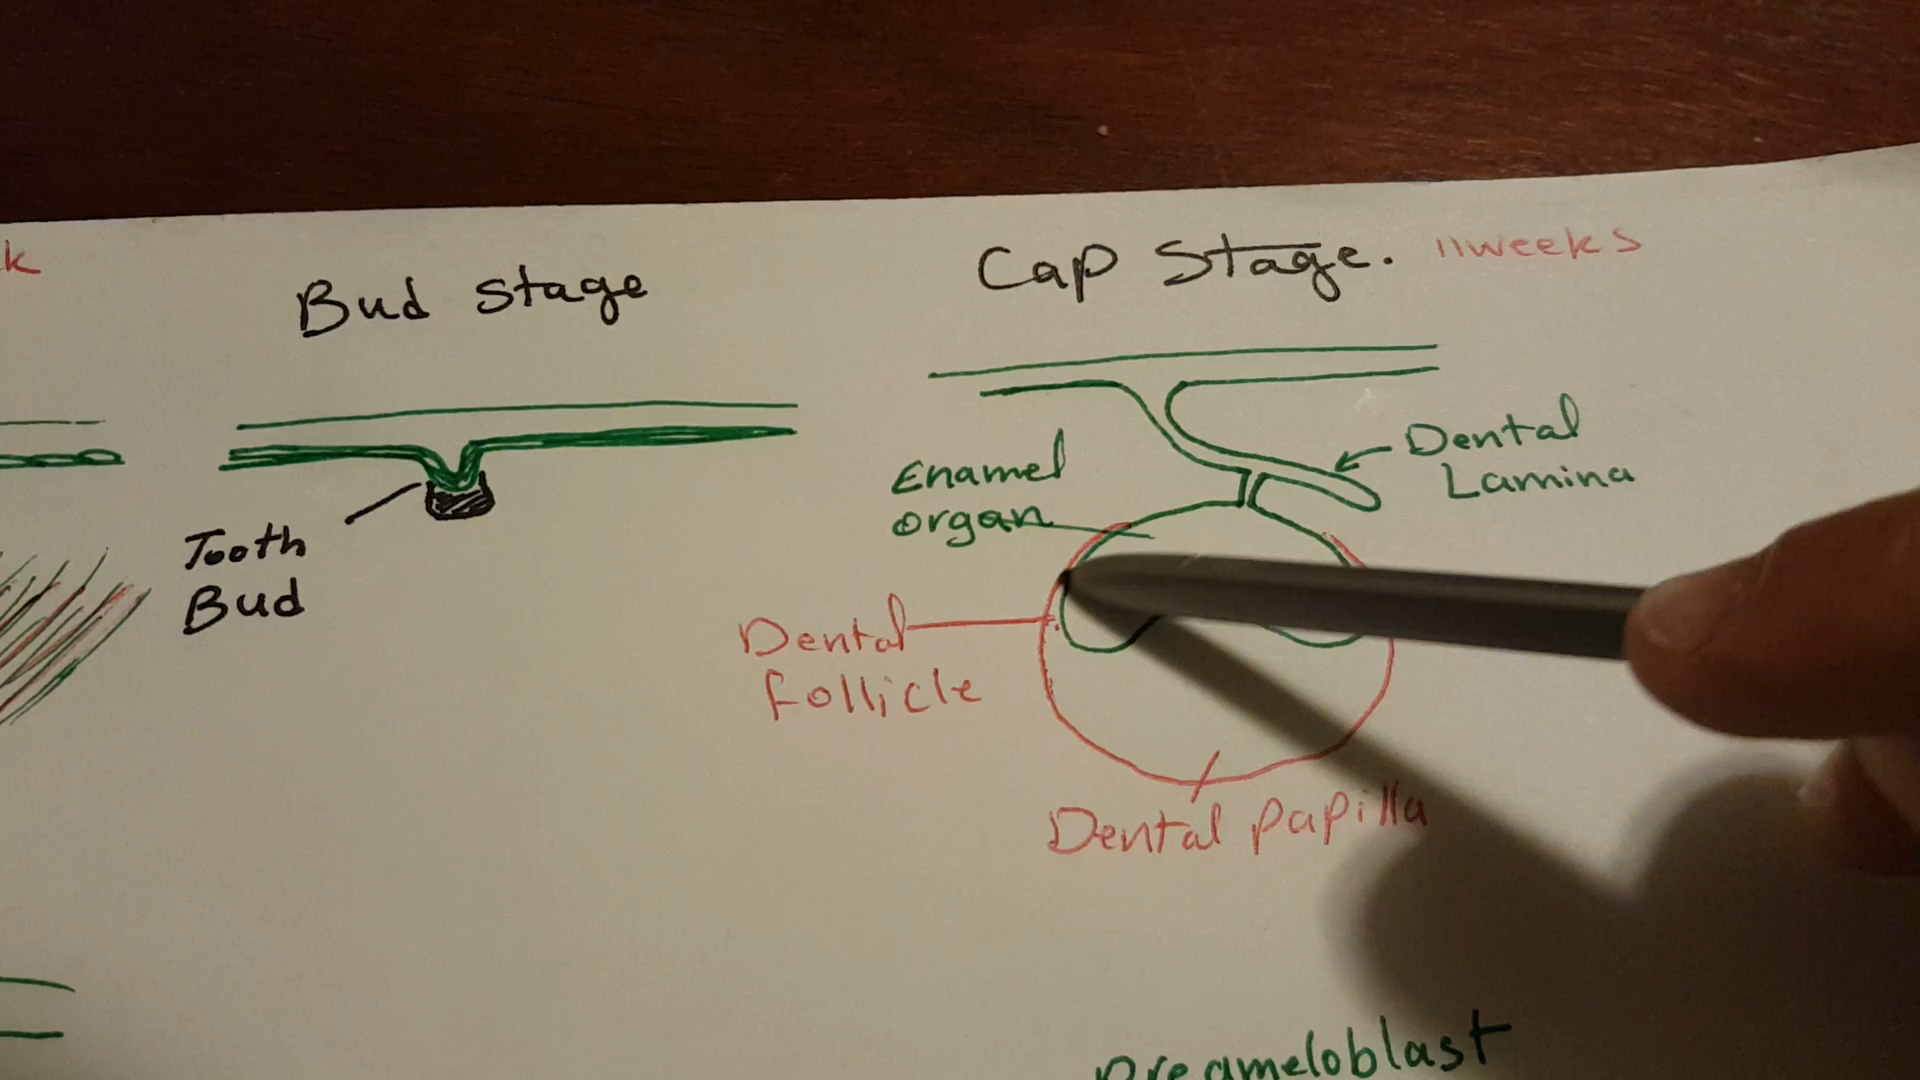 k
Bud stage
Tooth
Bud
Cap Stage. 11weeks
Enamel
organ
Dental
Lamina
Dental
follicle
Dental papilla
preameloblast